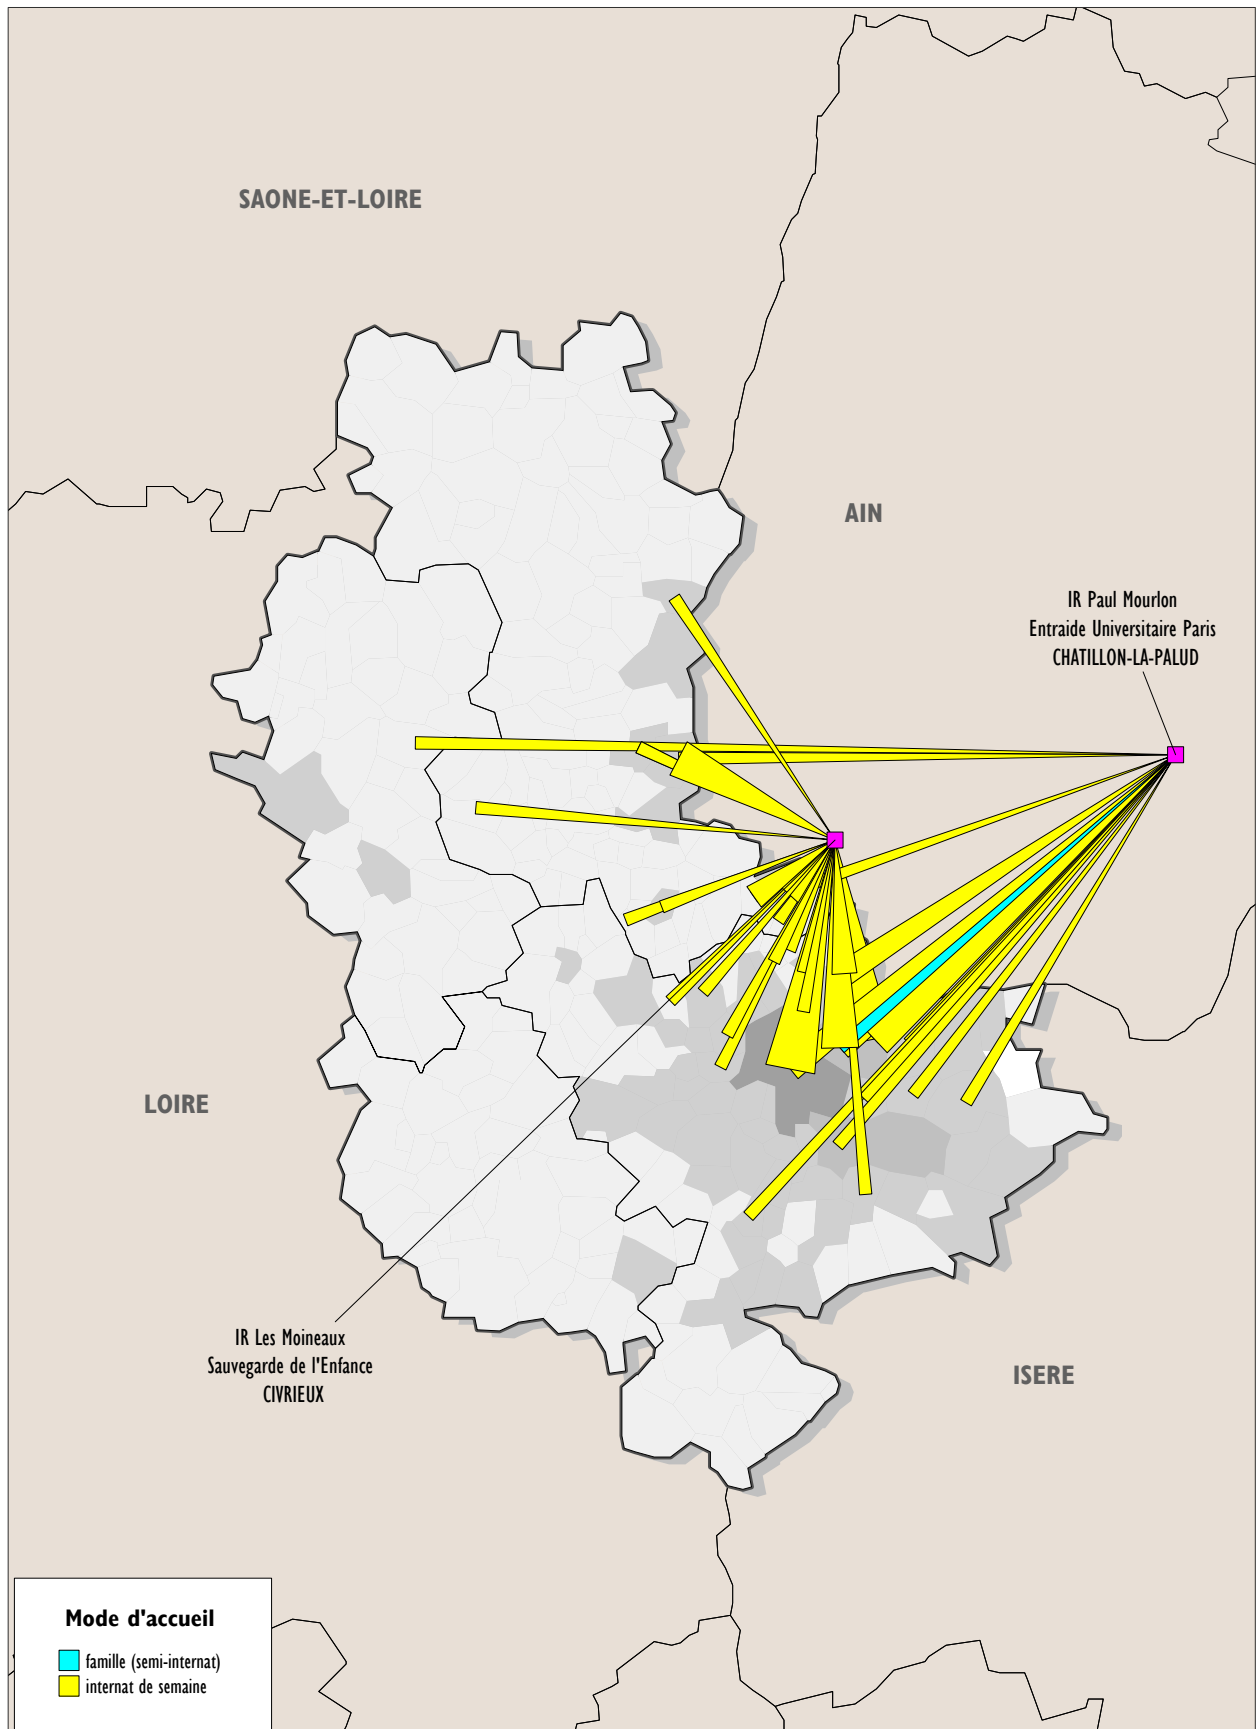 SAONE-ET-LOIRE
AIN
IR Paul Mourlon
Entraide Universitaire Paris
CHATILLON-LA-PALUD
LOIRE
IR Les Moineaux
Sauvegarde de l'Enfance
CIVRIEUX
ISERE
Mode d'accueil
famille (semi-internat)
internat de semaine